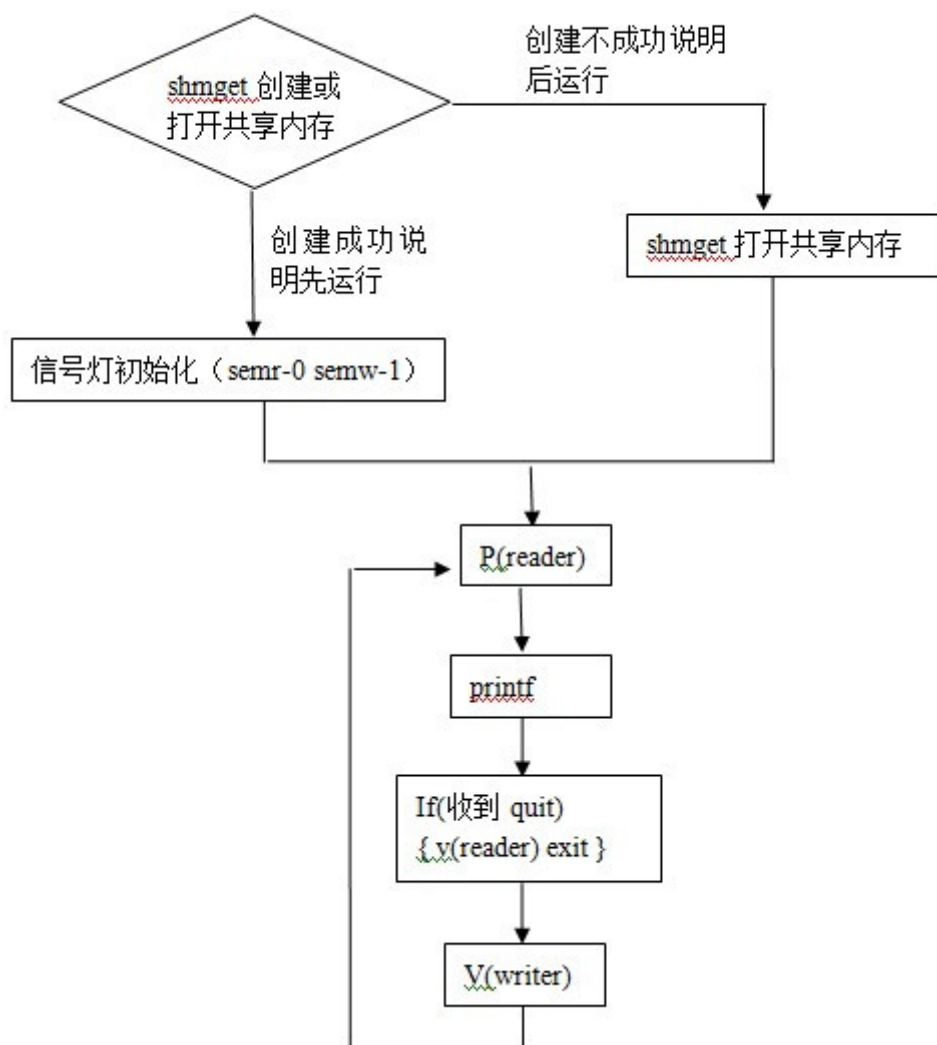 shmget 创建或
打开共享内存
创建不成功说明
后运行
创建成功说
明先运行
shmget 打开共享内存
信号灯初始化（semr-0 semw-1）
P(reader)
printf
If(收到 quit)
{ v(reader) exit }
V(writer)